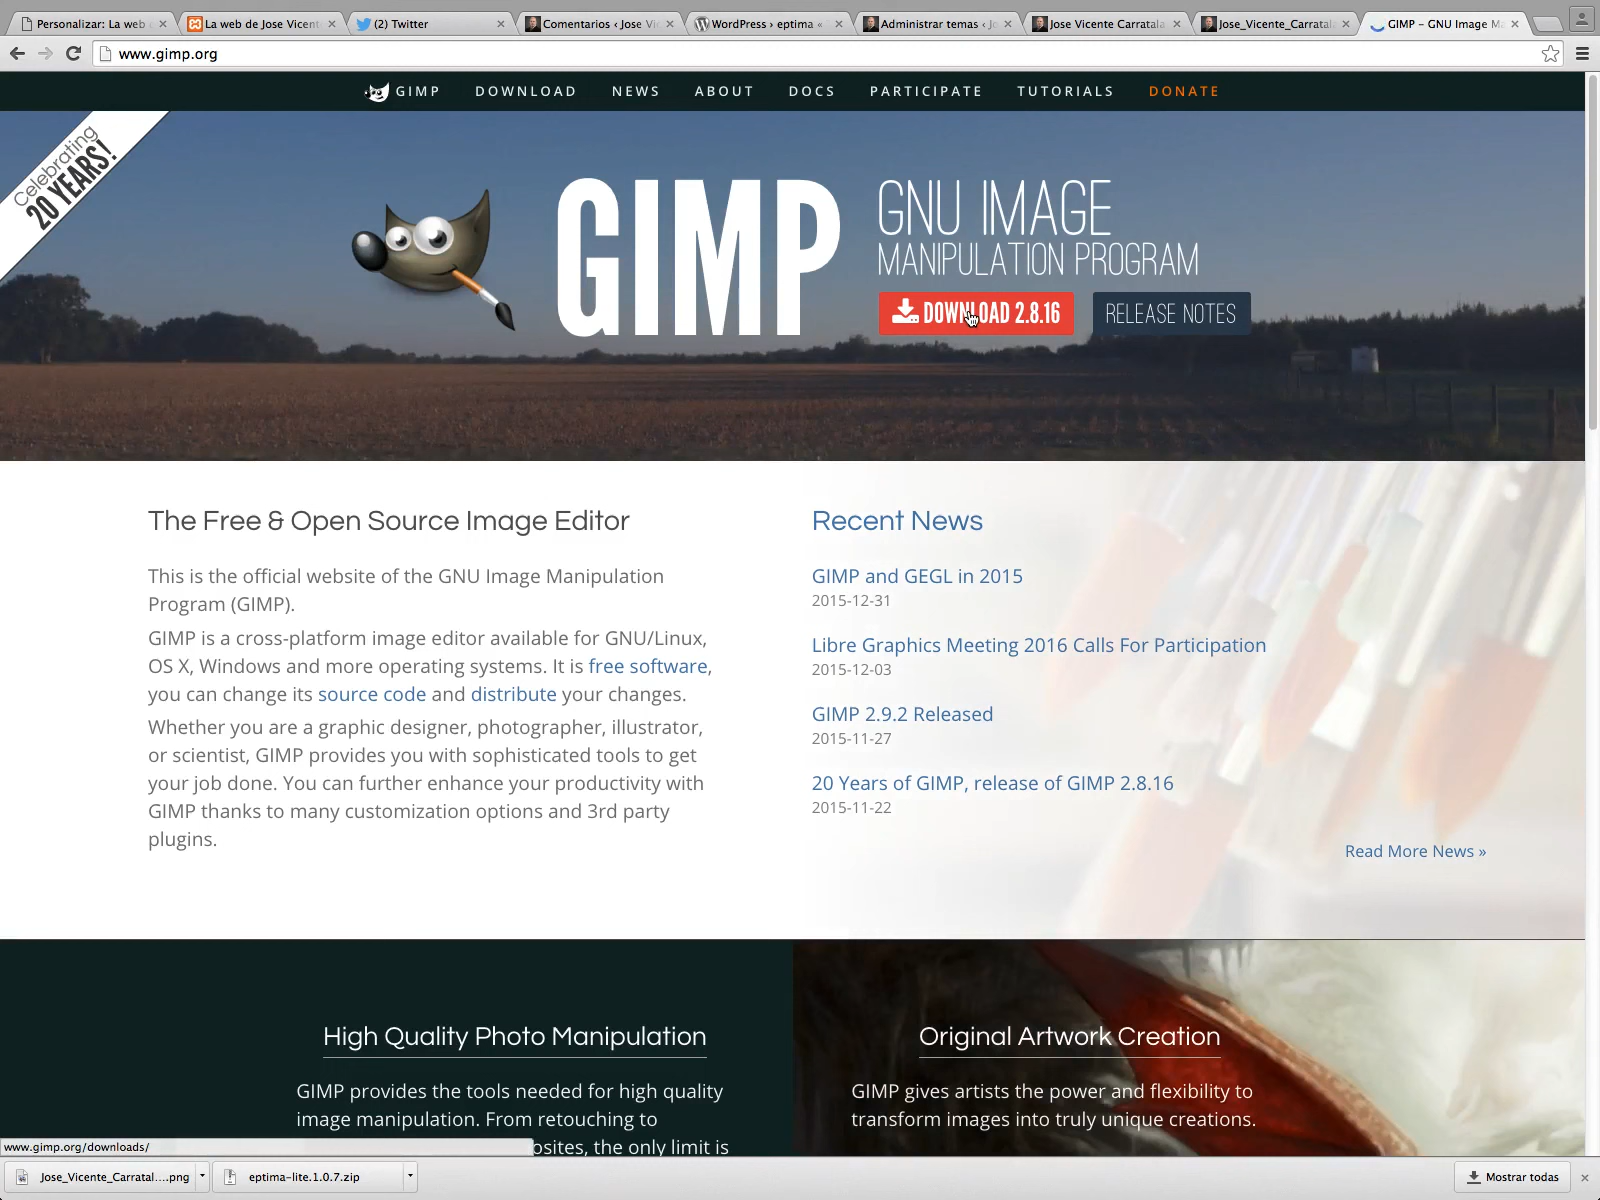 Personalizar: La web
La web de Jose Vicent
(2) Twitter
Comentarios ‹ Jose Vi
WordPress › eptima «
Administrar temas ‹ J
Jose Vicente Carratala
Jose_Vicente_Carratal
GIMP - GNU Image M
www.gimp.org
GIMP
DOWNLOAD
NEWS
ABOUT
DOCS
PARTICIPATE
TUTORIALS
DONATE
Celebrating
20 YEARS!
GIMP
GNU IMAGE
MANIPULATION PROGRAM
DOWNLOAD 2.8.16
RELEASE NOTES
The Free & Open Source Image Editor
This is the official website of the GNU Image Manipulation
Program (GIMP).
GIMP is a cross-platform image editor available for GNU/Linux,
OS X, Windows and more operating systems. It is free software,
you can change its source code and distribute your changes.
Whether you are a graphic designer, photographer, illustrator,
or scientist, GIMP provides you with sophisticated tools to get
your job done. You can further enhance your productivity with
GIMP thanks to many customization options and 3rd party
plugins.
Recent News
GIMP and GEGL in 2015
2015-12-31
Libre Graphics Meeting 2016 Calls For Participation
2015-12-03
GIMP 2.9.2 Released
2015-11-27
20 Years of GIMP, release of GIMP 2.8.16
2015-11-22
Read More News »
High Quality Photo Manipulation
GIMP provides the tools needed for high quality
image manipulation. From retouching to
osites, the only limit is
Original Artwork Creation
GIMP gives artists the power and flexibility to
transform images into truly unique creations.
www.gimp.org/downloads/
Jose_Vicente_Carratal....png
eptima-lite.1.0.7.zip
Mostrar todas